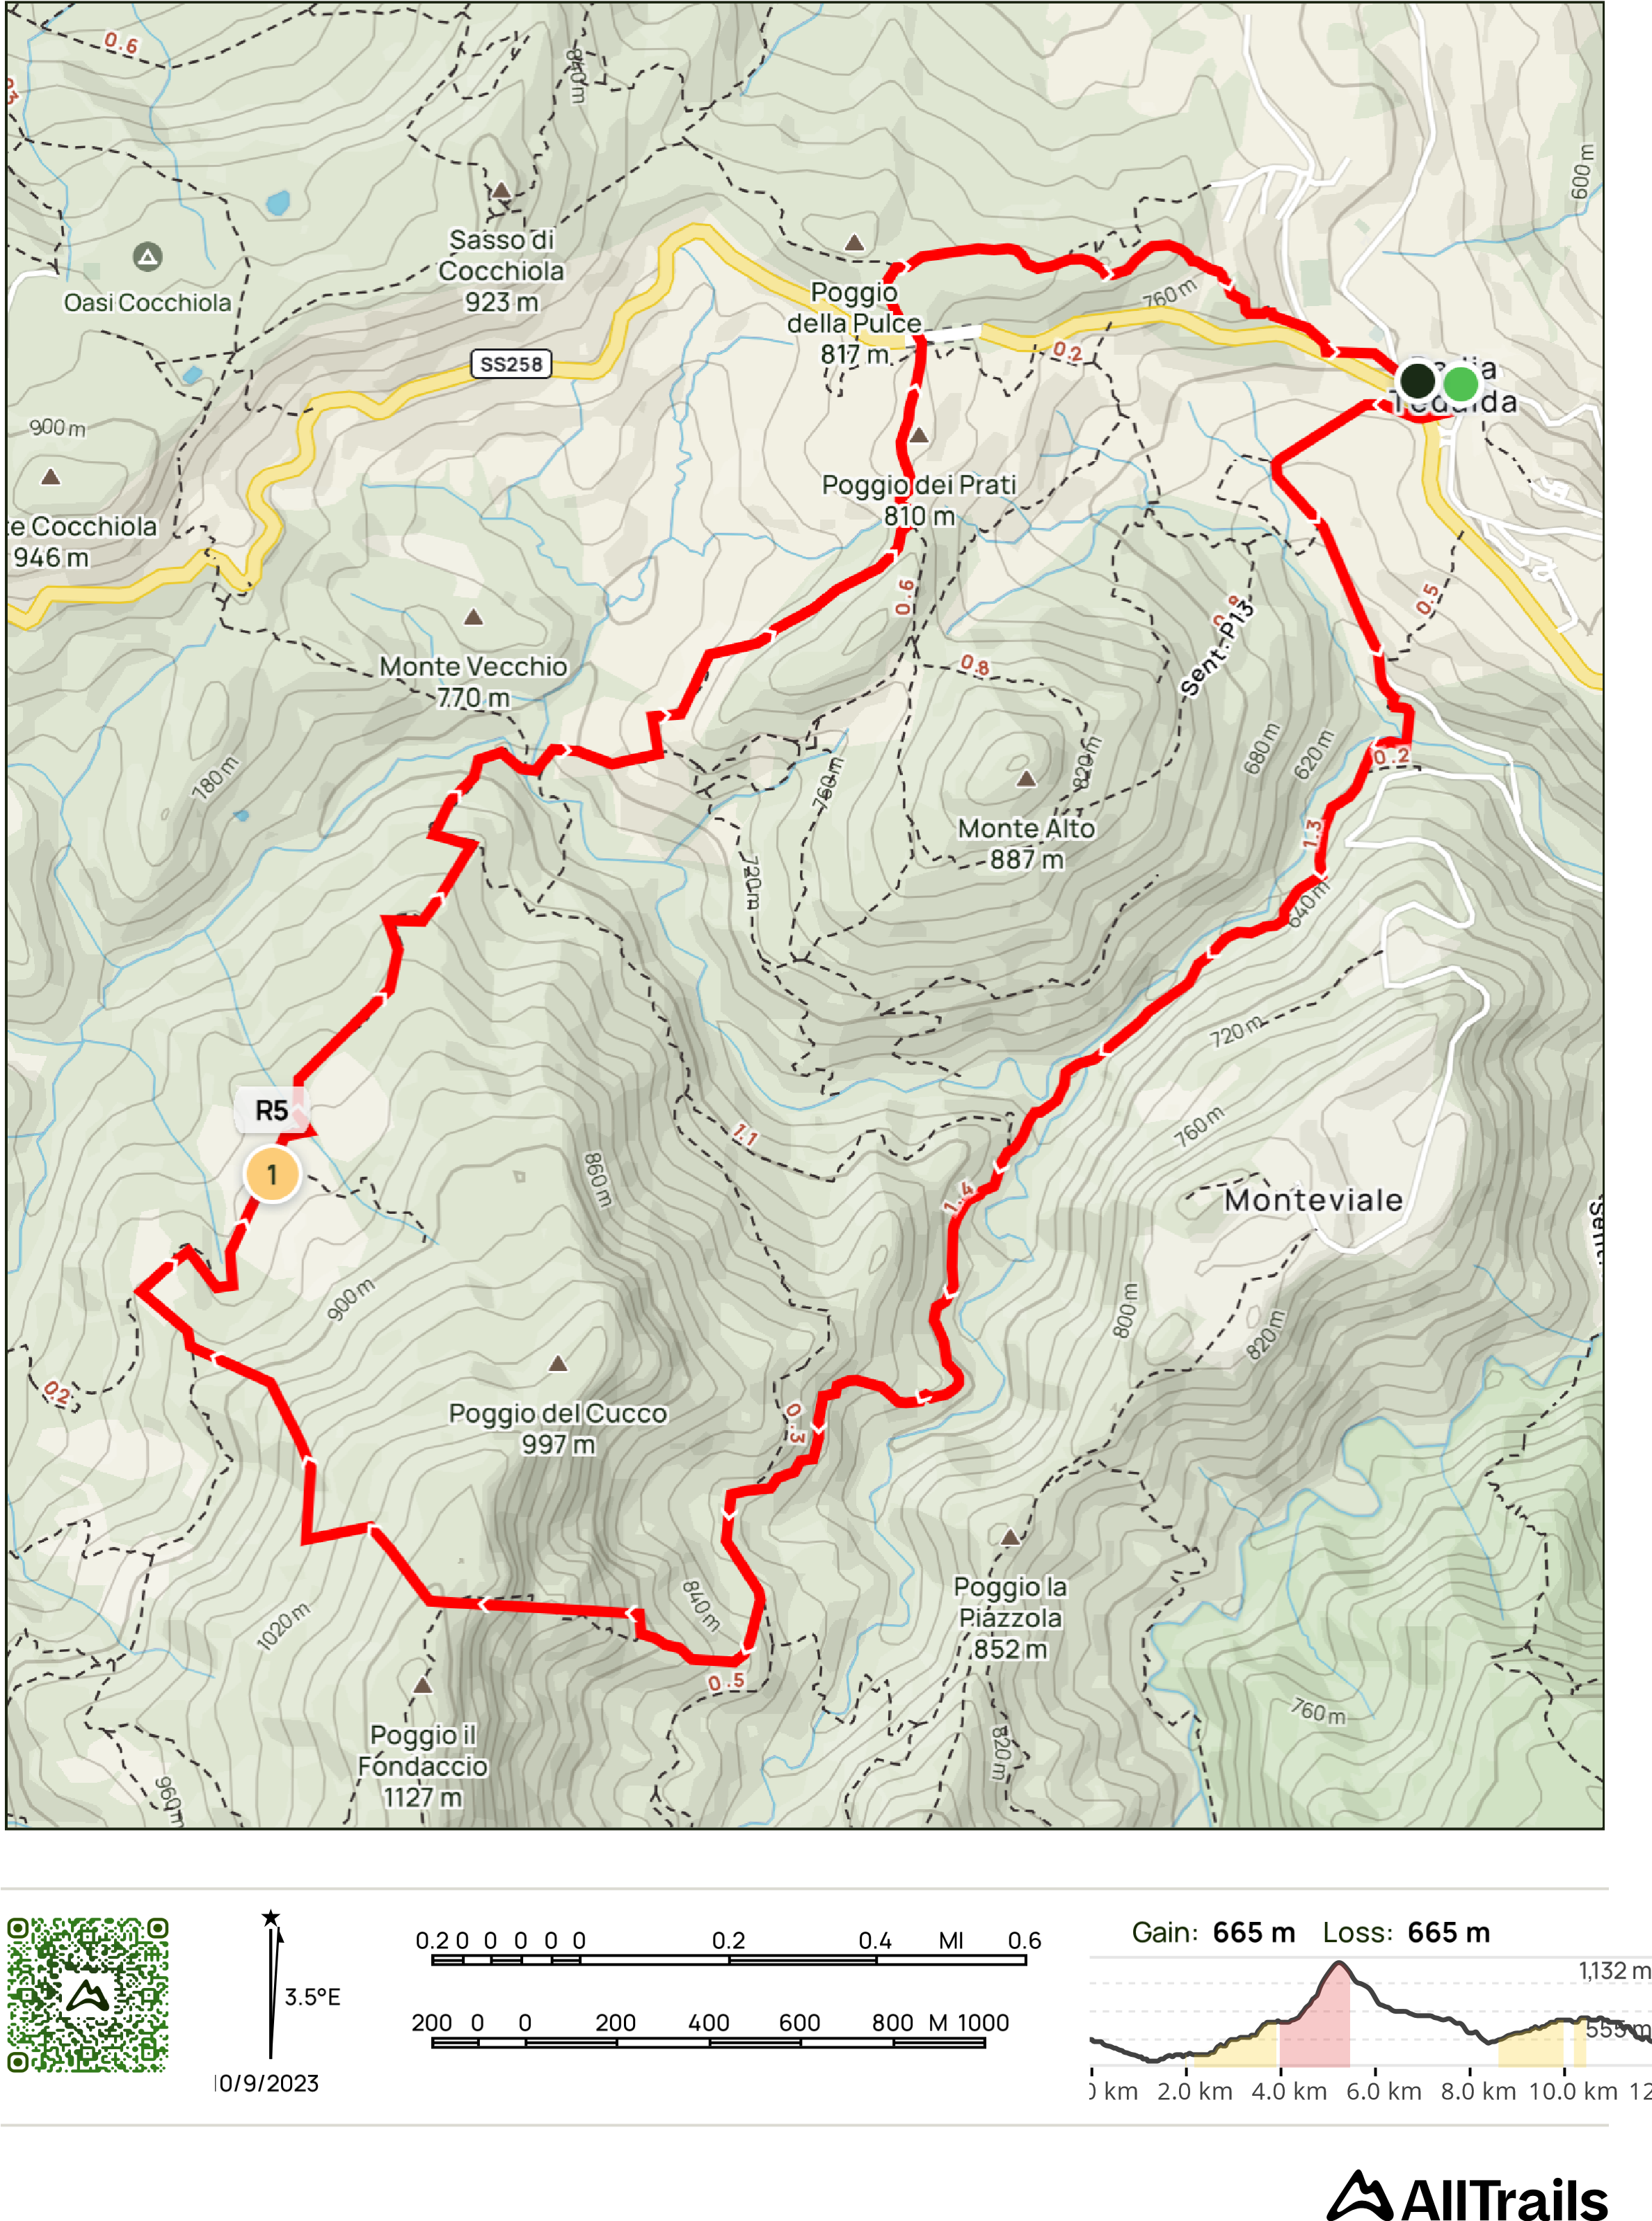 0.6
840 m
600 m
Sasso di
Cocchiola
923 m
Oasi Cocchiola
Poggio
della Pulce
817 m
760 m
SS258
0.2
900 m
Poggio dei Prati
810 m
te Cocchiola
946 m
0.6
0.5
Sent. P13
Monte Vecchio
770 m
0.8
180 m
680 m
620 m
820 m
0.2
760 m
Monte Alto
887 m
1.3
720 m
640 m
720 m
R5
1
1.1
760 m
860 m
1.4
Monteviale
900 m
800 m
820 m
0.2
Poggio del Cucco
997 m
0.3
Poggio la
Piazzola
852 m
840 m
1020 m
0.5
760 m
Poggio il
Fondaccio
1127 m
820 m
960 m
3.5°E
10/9/2023
0.2 0 0 0 0 0 0.2 0.4 MI 0.6
200 0 0 200 400 600 800 M 1000
Gain: 665 m Loss: 665 m
1,132 m
555 m
0 km 2.0 km 4.0 km 6.0 km 8.0 km 10.0 km 12
AllTrails